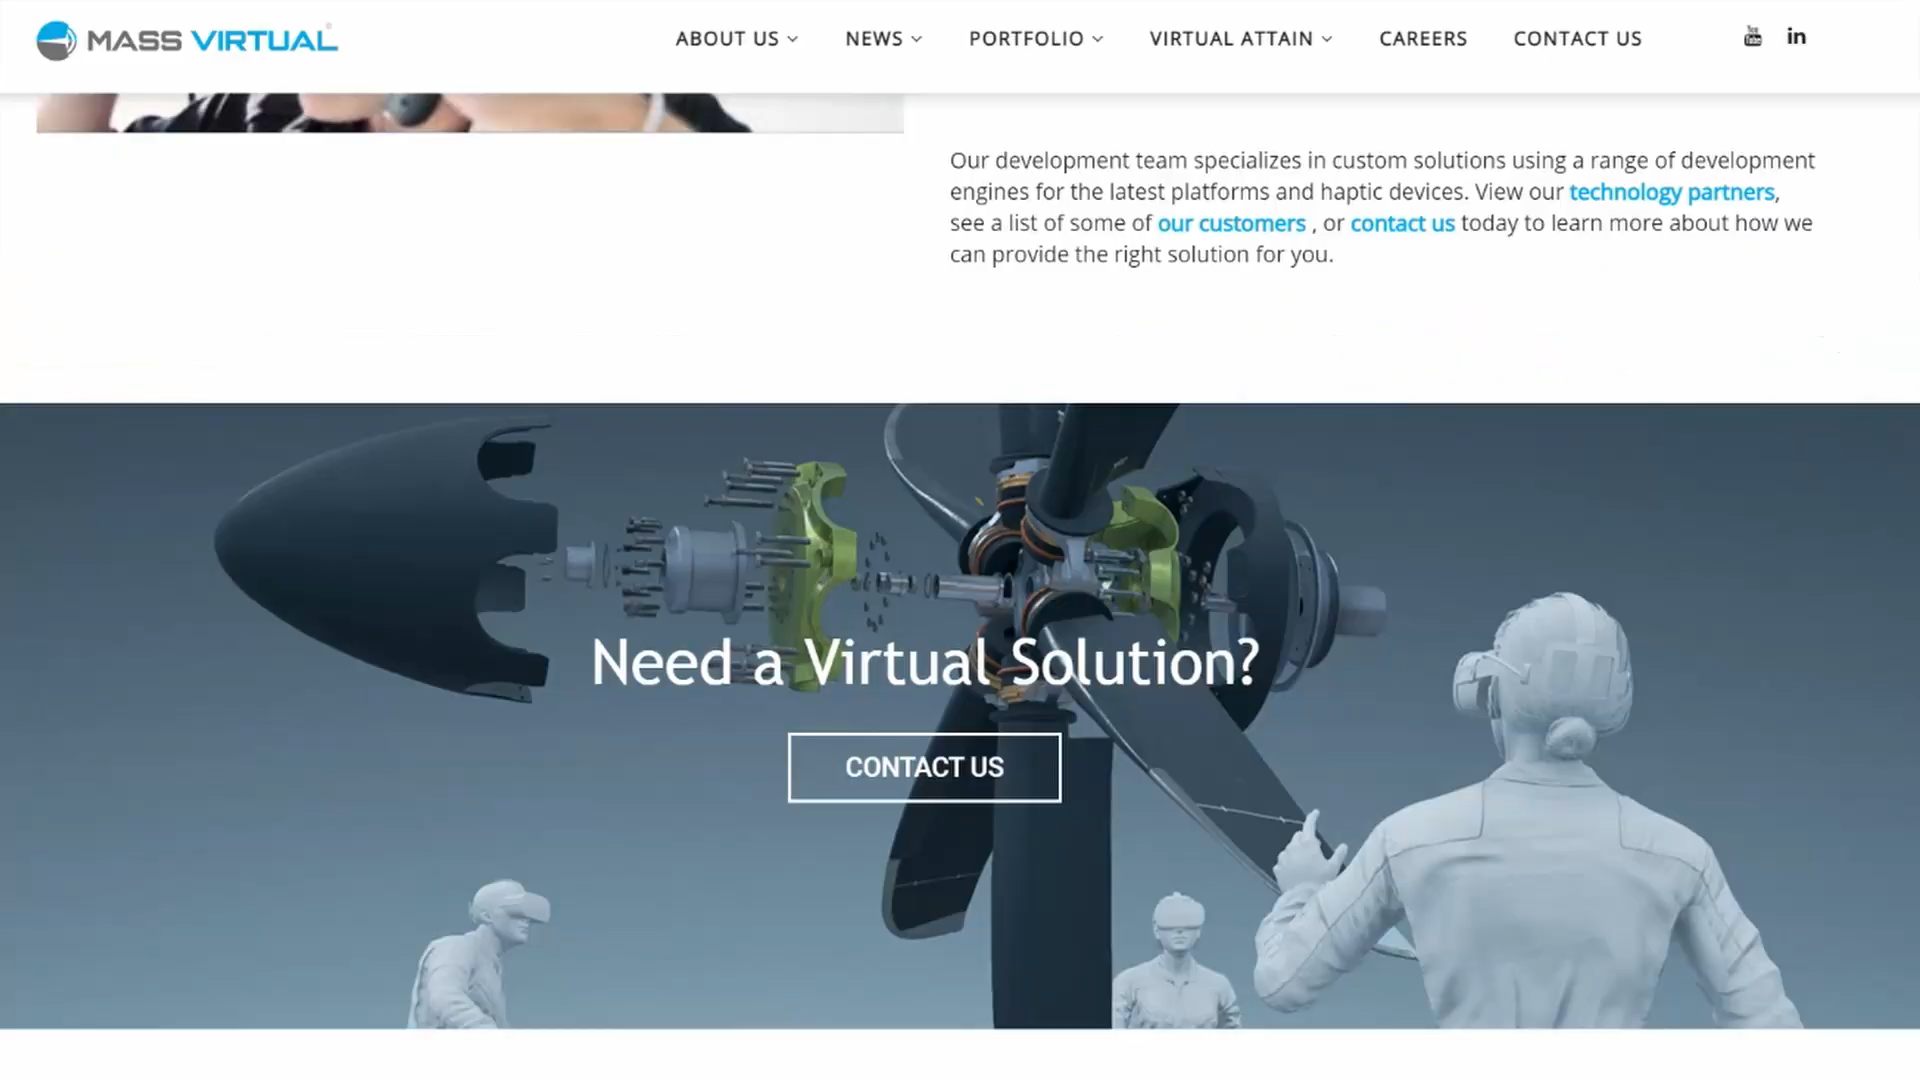 MASS VIRTUAL
ABOUT US
NEWS
PORTFOLIO
VIRTUAL ATTAIN
CAREERS
CONTACT US
You Tube
in
Our development team specializes in custom solutions using a range of development
engines for the latest platforms and haptic devices. View our technology partners,
see a list of some of our customers , or contact us today to learn more about how we
can provide the right solution for you.
Need a Virtual Solution?
CONTACT US